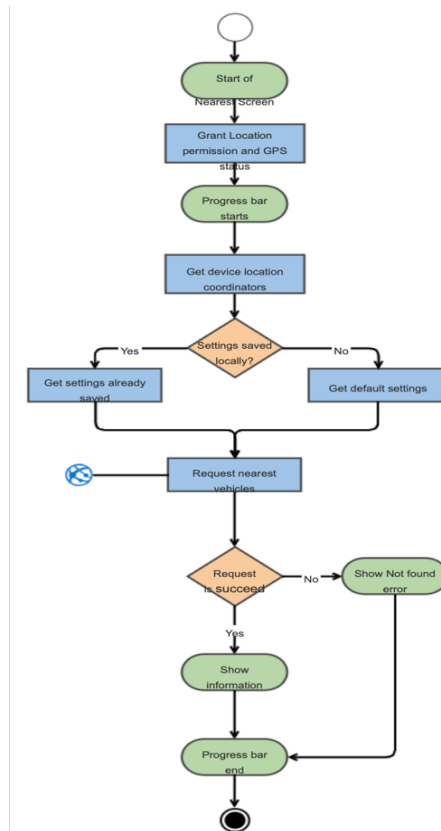 Start of
Nearest Screen
Grant Location
permission and GPS
status
Progress bar
starts
Get device location
coordinators
Settings saved
locally?
Yes
No
Get settings already
saved
Get default settings
Request nearest
vehicles
Request
is succeed
No
Show Not found
error
Yes
Show
information
Progress bar
end